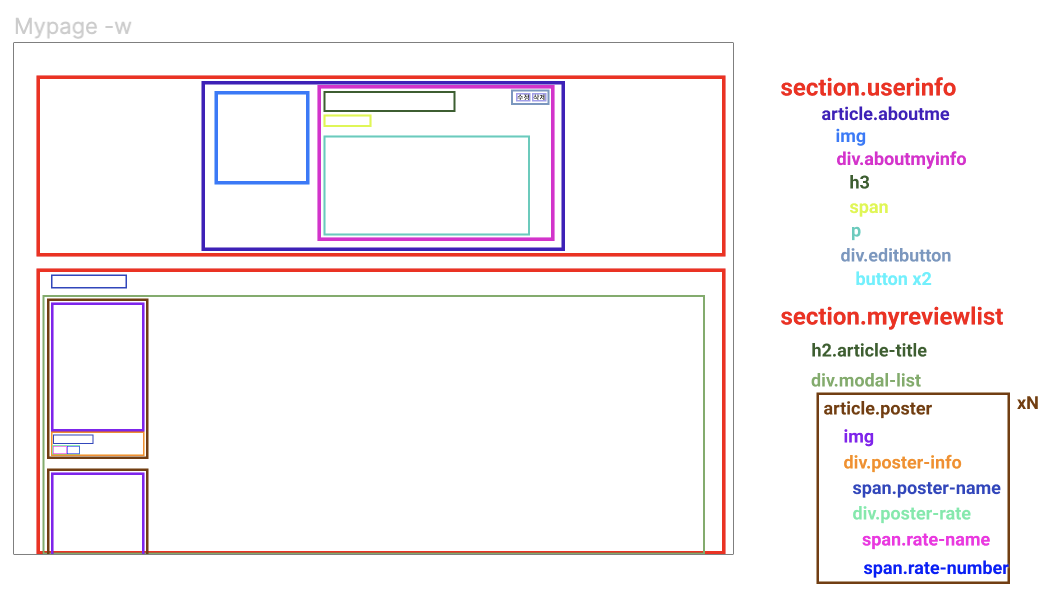 Mypage -w
수정 삭제
section.userinfo
article.aboutme
img
div.aboutmyinfo
h3
span
p
div.editbutton
button x2
section.myreviewlist
h2.article-title
div.modal-list
article.poster
xN
img
div.poster-info
span.poster-name
div.poster-rate
span.rate-name
span.rate-number